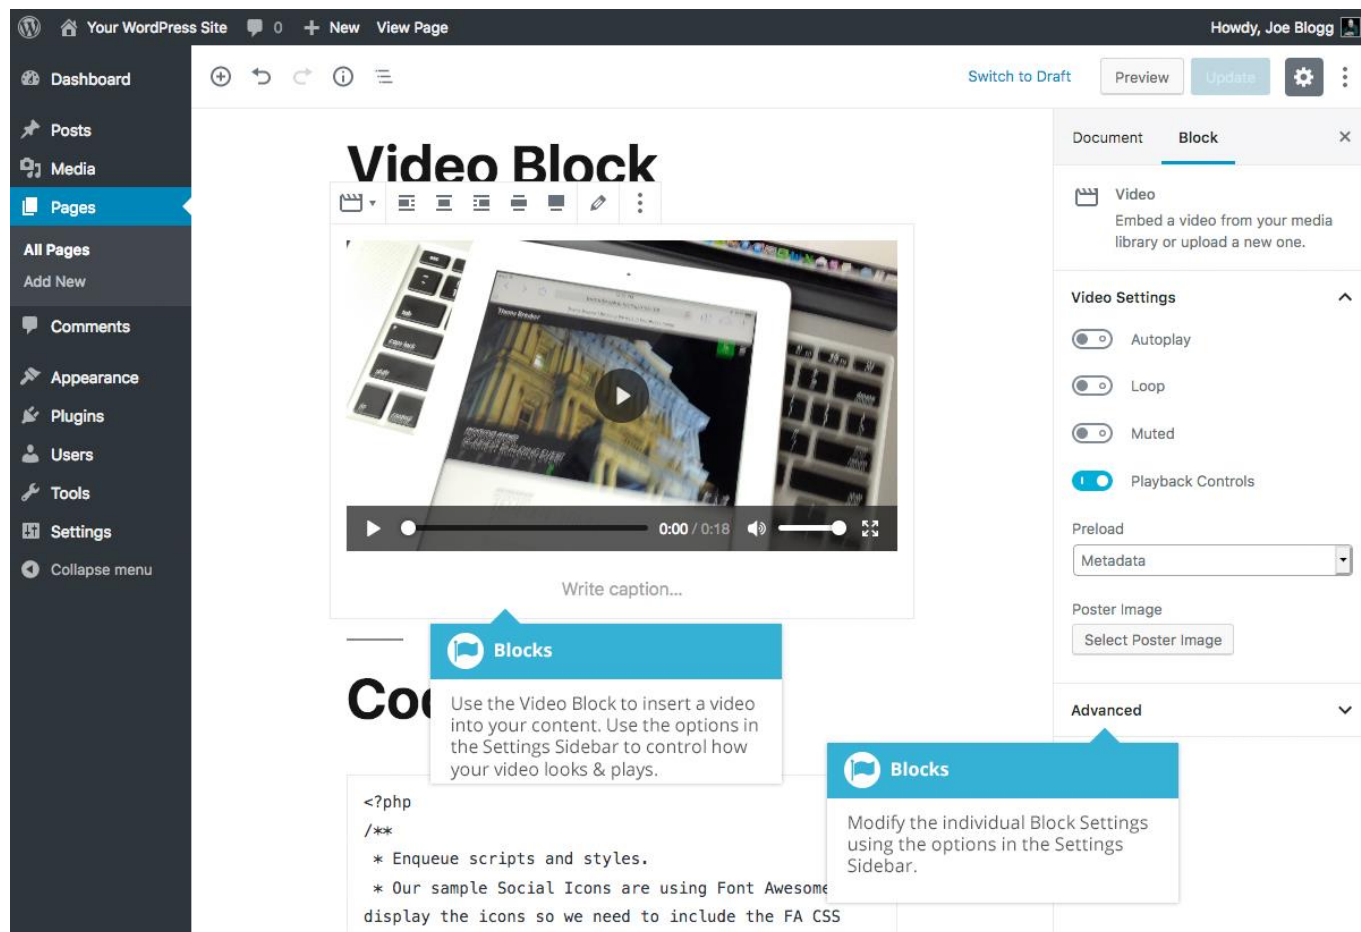 Your WordPress Site 0 New View Page Howdy, Joe Blogg
Dashboard
Posts
Media
Pages
All Pages
Add New
Comments
Appearance
Plugins
Users
Tools
Settings
Collapse menu
Switch to Draft Preview Update
Video Block
0:00 / 0:18
Write caption...
Blocks
Use the Video Block to insert a video
into your content. Use the options in
the Settings Sidebar to control how
your video looks & plays.
<?php
/**
* Enqueue scripts and styles.
* Our sample Social Icons are using Font Awesome
display the icons so we need to include the FA CSS
Document Block
Video
Embed a video from your media
library or upload a new one.
Video Settings
Autoplay
Loop
Muted
Playback Controls
Preload
Metadata
Poster Image
Select Poster Image
Advanced
Blocks
Modify the individual Block Settings
using the options in the Settings
Sidebar.